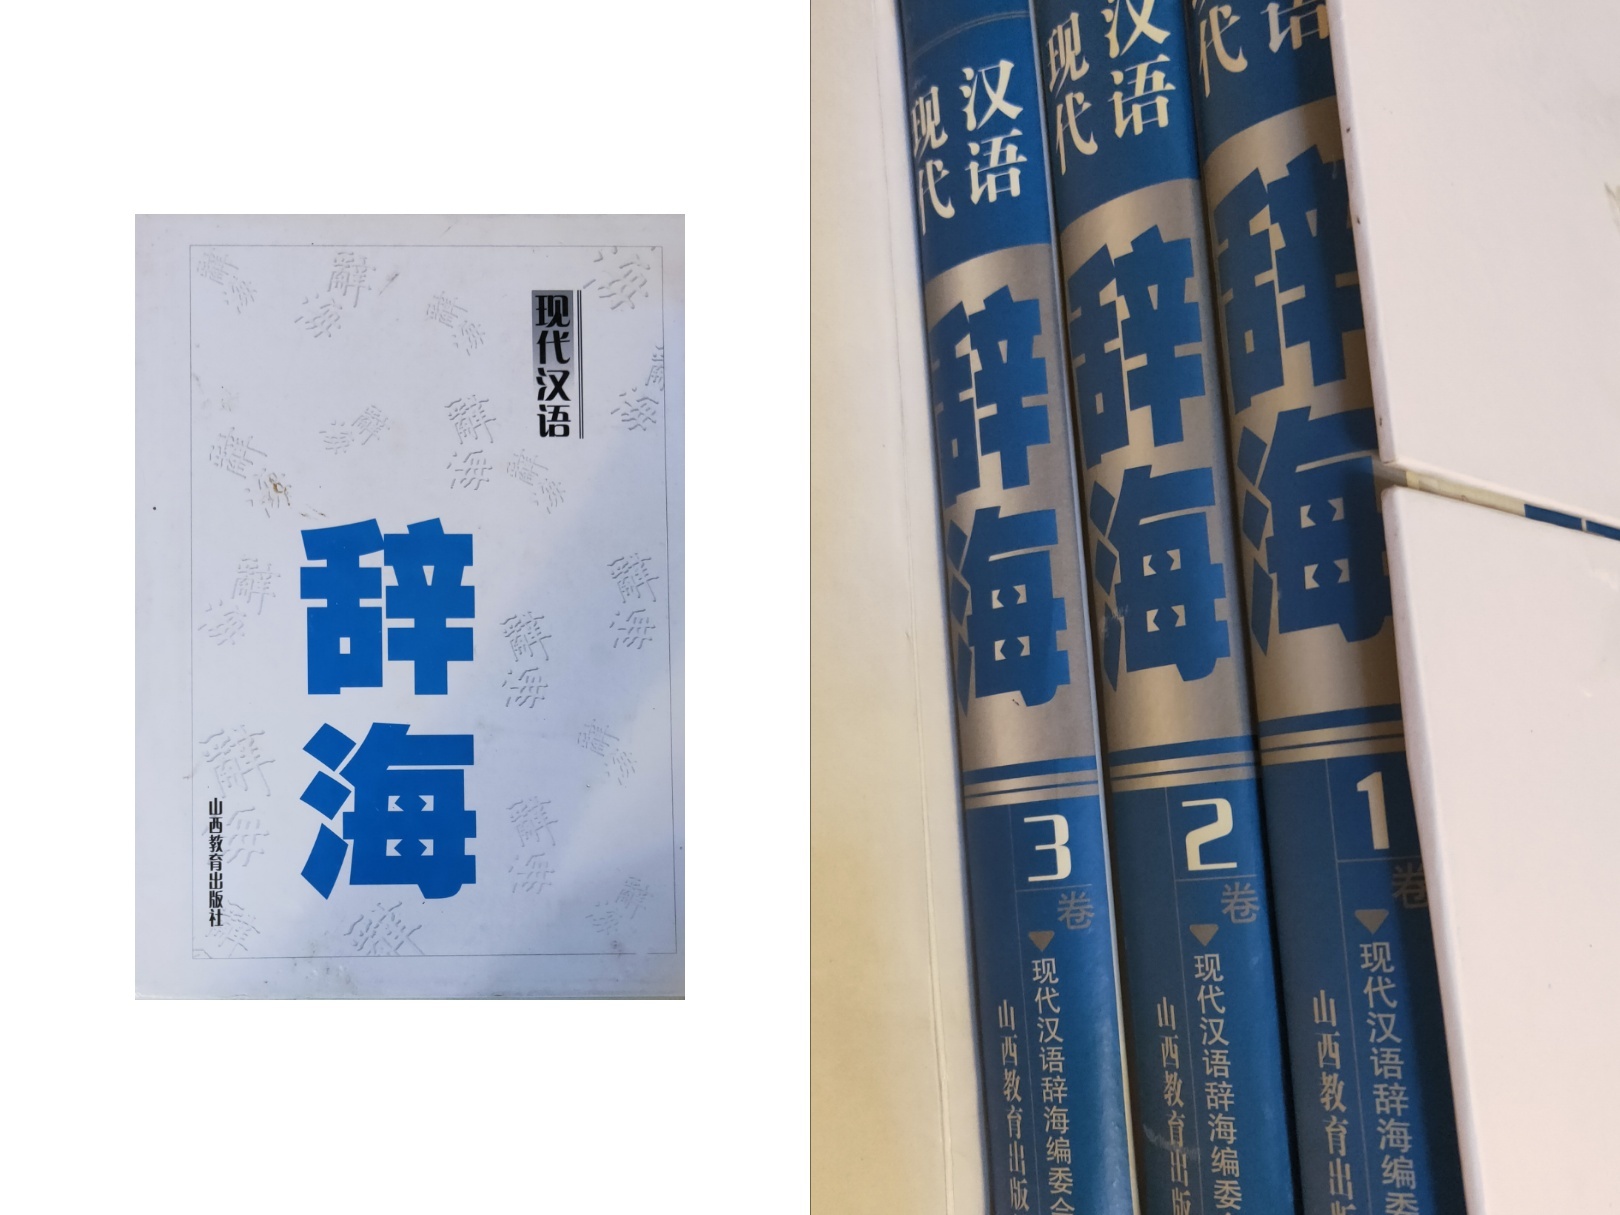 现代汉语
辞海
山西教育出版社
现代
汉语
辞海
3
卷
现代汉语辞海编委会
山西教育出版
现代
汉语
辞海
2
卷
现代汉语辞海编委
山西教育出版
代
语
辞海
1
卷
现代汉语辞海编委
山西教育出